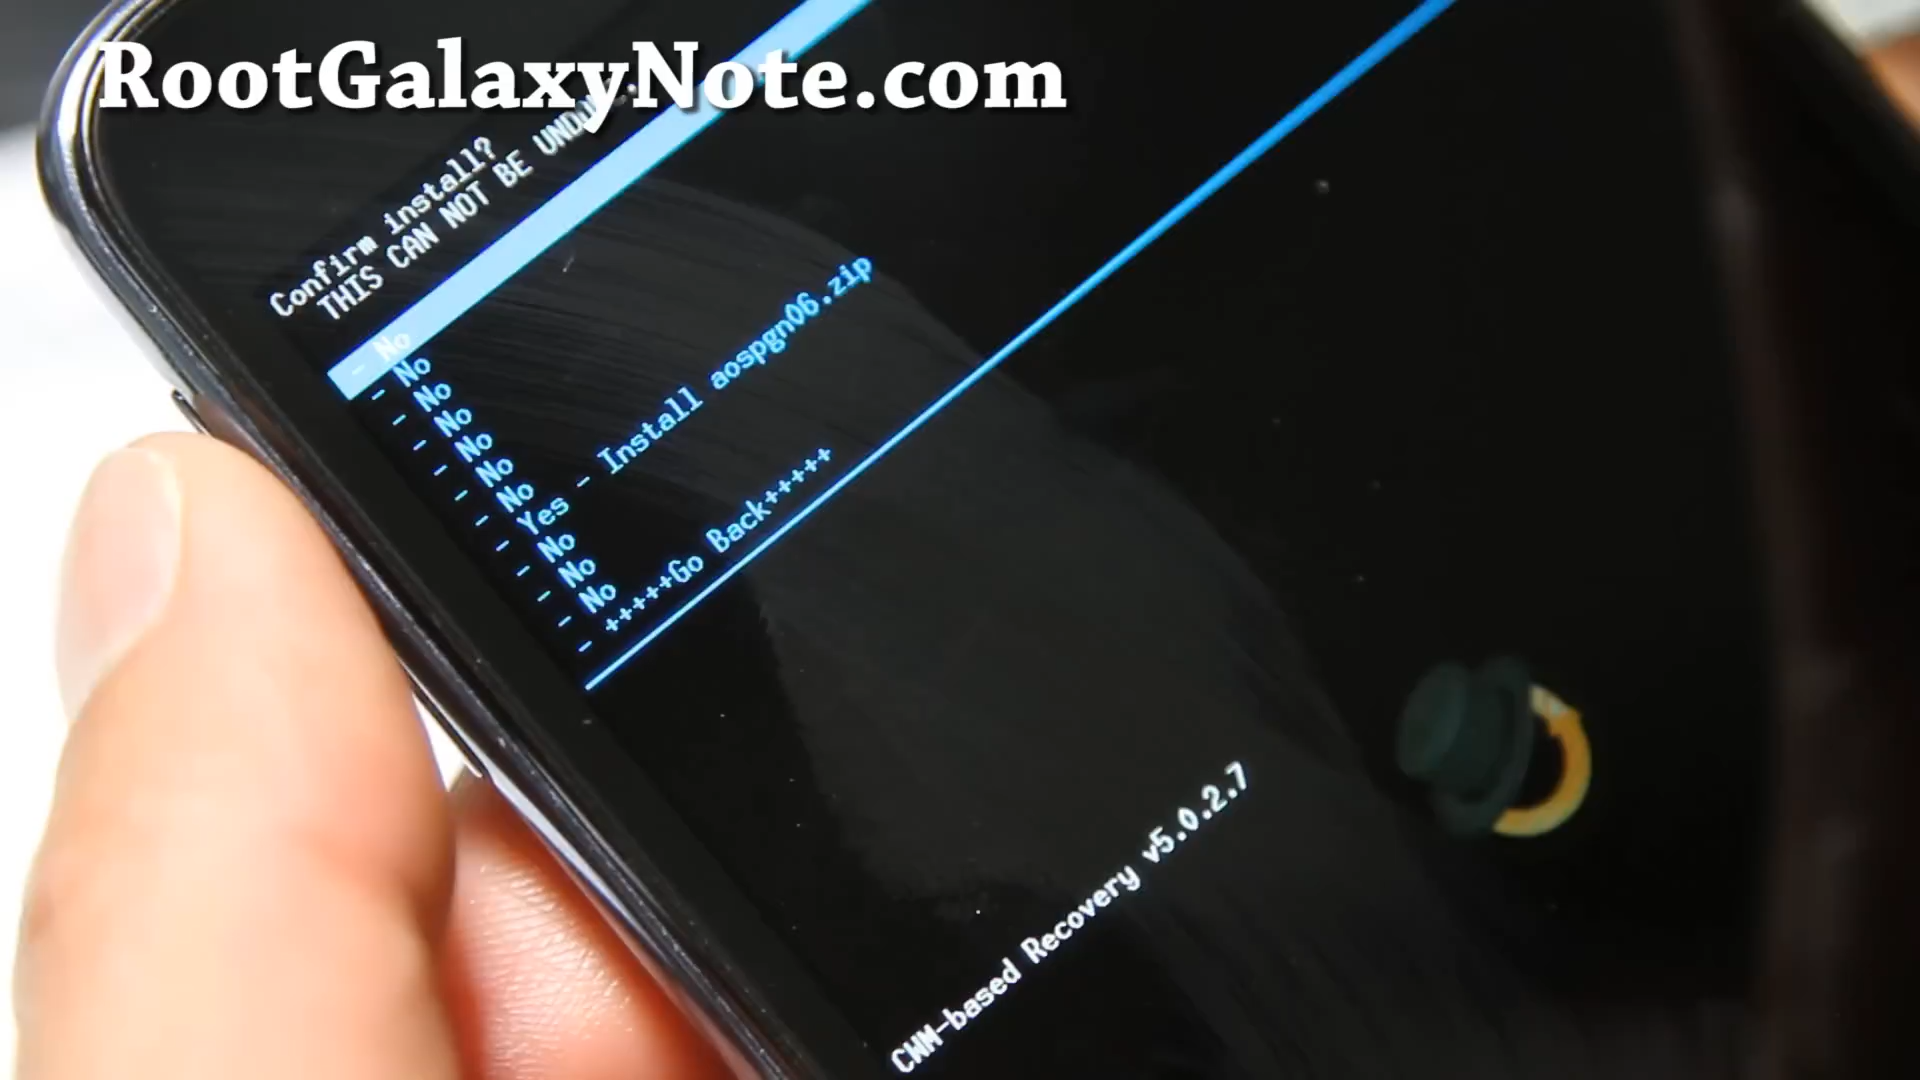 RootGalaxyNote.com
Confirm install?
THIS CAN NOT BE
- No
- No
- No
- No
- No
- No
- No
- Yes - Install aospgn06.zip
- No
- No
- No
- +++++Go Back+++++
CWM-based Recovery v5.0.2.7